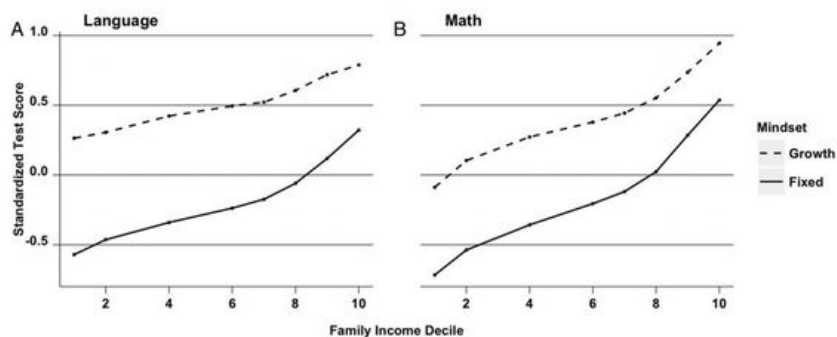 A Language
B Math
Standardized Test Score
1.0
0.5
0.0
-0.5
2 4 6 8 10
2 4 6 8 10
Family Income Decile
Mindset
Growth
Fixed